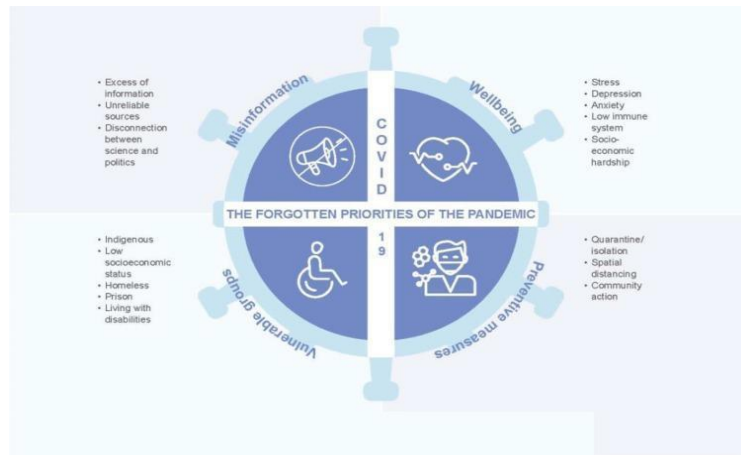 • Excess of
information
• Unreliable
sources
• Disconnection
between
science and
politics
Misinformation
Wellbeing
• Stress
• Depression
• Anxiety
• Low immune
system
• Socio-
economic
hardship
COVID
THE FORGOTTEN PRIORITIES OF THE PANDEMIC
19
• Indigenous
• Low
socioeconomic
status
• Homeless
• Prison
• Living with
disabilities
Vulnerable groups
Preventive measures
• Quarantine/
isolation
• Spatial
distancing
• Community
action